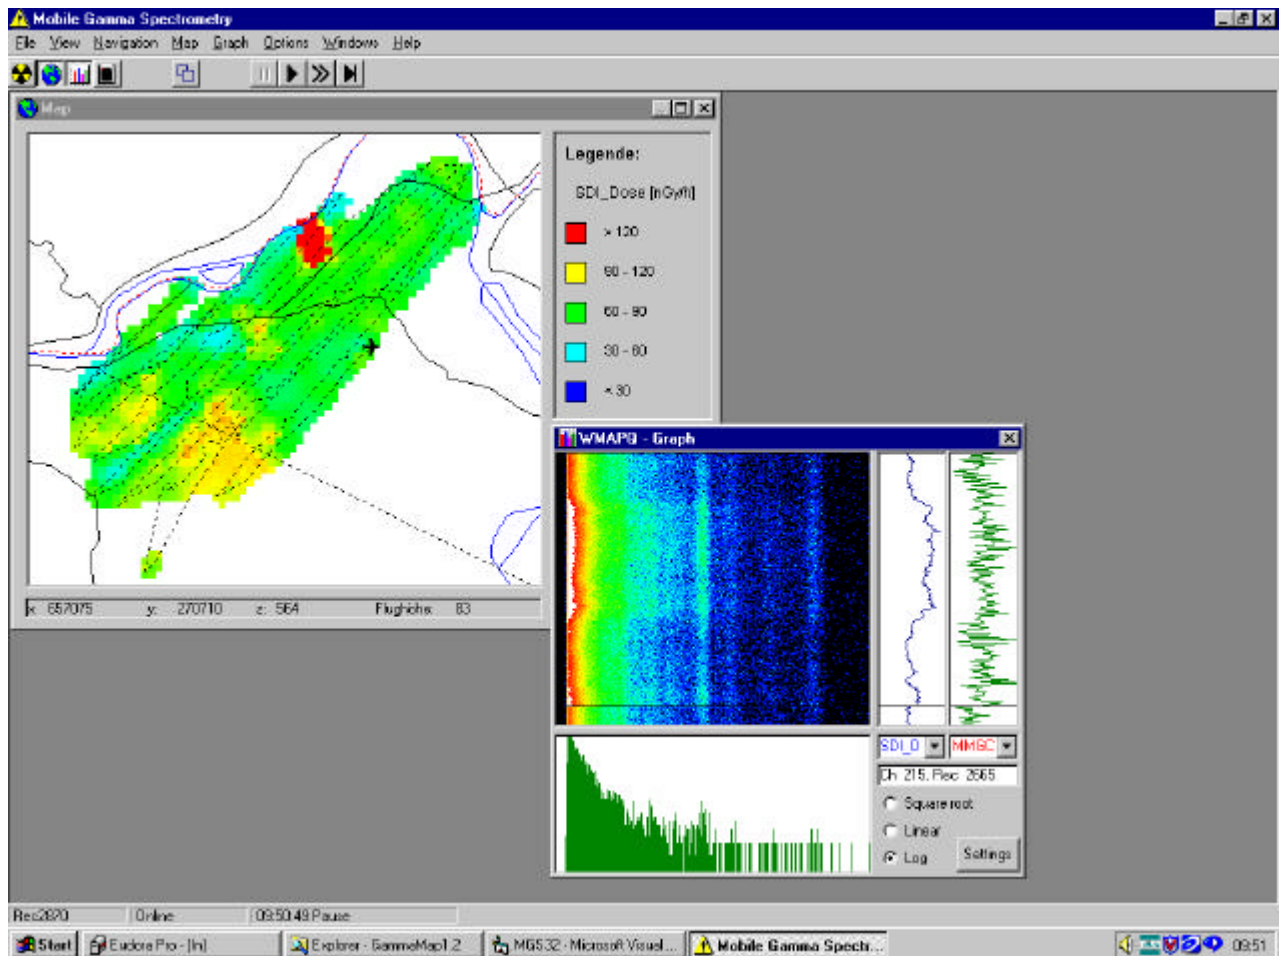 Mobile Gamma Spectrometry
File View Navigation Map Graph Options Windows Help
Map
Legende:
SDI_Dose [nGy/h]
> 120
90 - 120
60 - 90
30 - 60
< 30
x: 657075 y: 270710 z: 564 Flughöhe: 83
WMAPQ - Graph
SDI_D MMGC
Ch 215, Rec 2665
Square root
Linear
Log Settings
Rec2870 Online 09:50:49 Pause
Start Eudora Pro - [In] Explorer - GammaMap1.2 MGS32 - Microsoft Visual... Mobile Gamma Spectr... 09:51